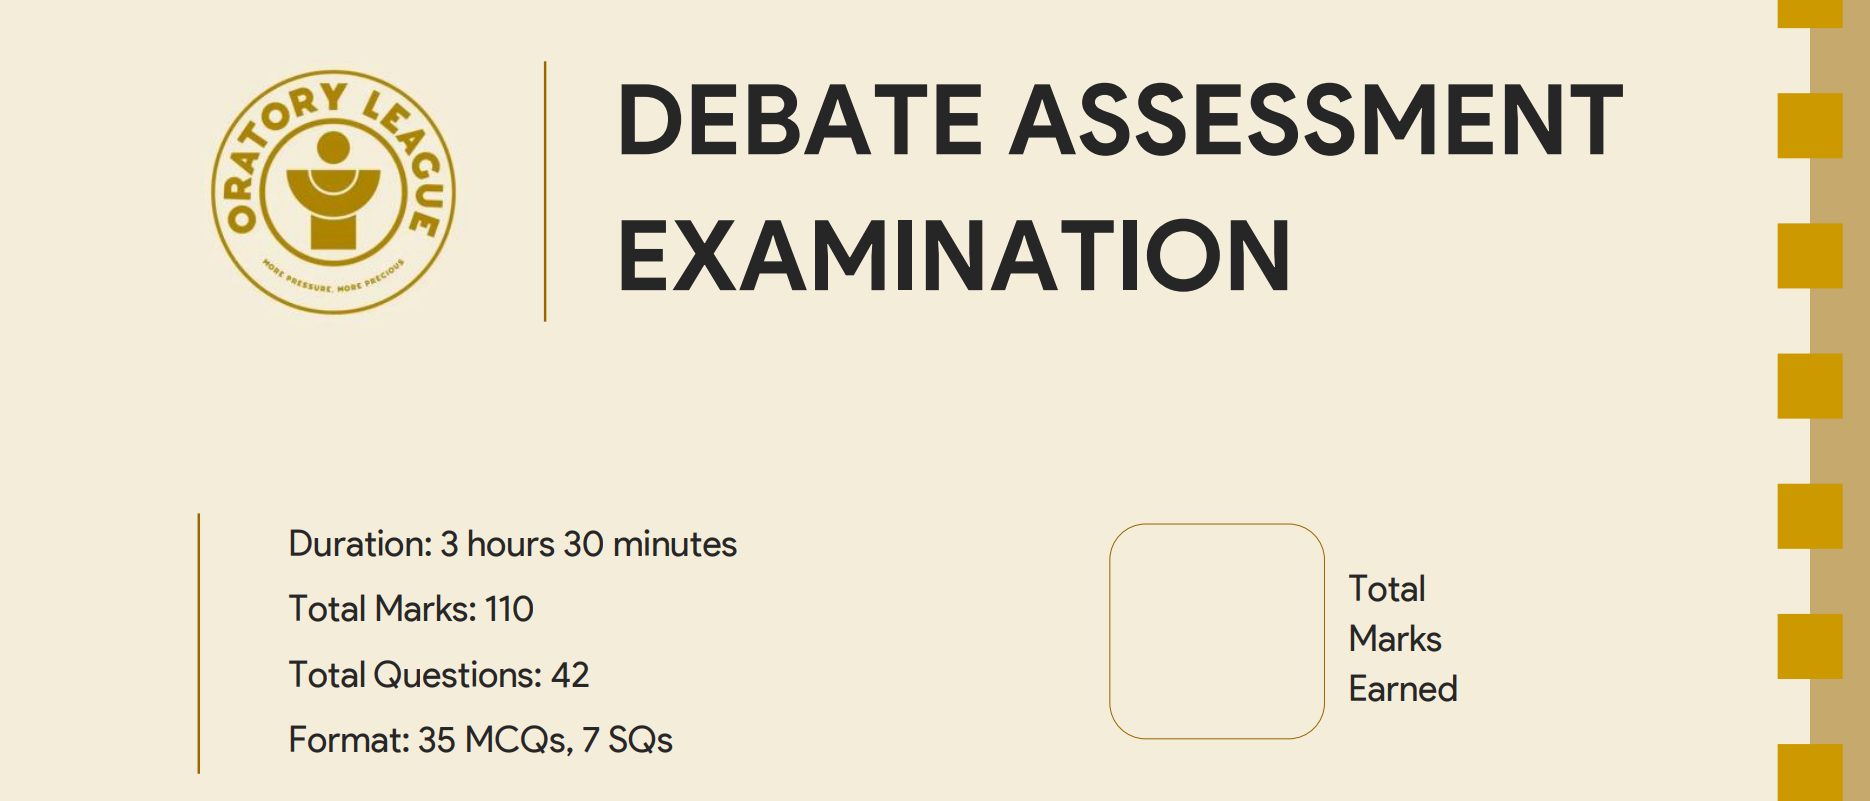 ORATORY LEAGUE
MORE PRESSURE, MORE PRECIOUS
DEBATE ASSESSMENT
EXAMINATION
Duration: 3 hours 30 minutes
Total Marks: 110
Total Questions: 42
Format: 35 MCQs, 7 SQs
Total
Marks
Earned